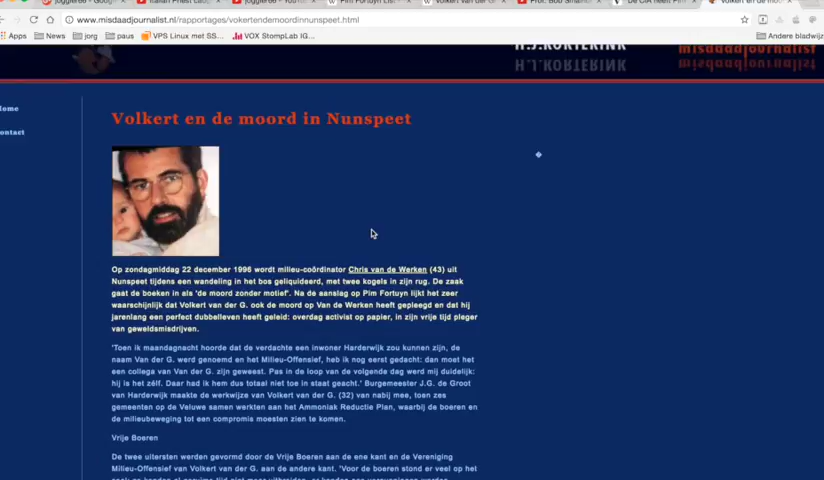 www.misdaadjournalist.nl/rapportages/vokertendemoordinnunspeet.html
Apps News jorg paus VPS Linux met SS... VOX StompLab IG... Andere bladwijz
H.J.KORTERINK misdaadjournalist
Home
ontact
Volkert en de moord in Nunspeet
Op zondagmiddag 22 december 1996 wordt milieu-coördinator Chris van de Werken (43) uit
Nunspeet tijdens een wandeling in het bos geliquideerd, met twee kogels in zijn rug. De zaak
gaat de boeken in als 'de moord zonder motief'. Na de aanslag op Pim Fortuyn lijkt het zeer
waarschijnlijk dat Volkert van der G. ook de moord op Van de Werken heeft gepleegd en dat hij
jarenlang een perfect dubbelleven heeft geleid: overdag activist op papier, in zijn vrije tijd pleger
van geweldsmisdrijven.
'Toen ik maandagnacht hoorde dat de verdachte een inwoner Harderwijk zou kunnen zijn, de
naam Van der G. werd genoemd en het Milieu-Offensief, heb ik nog eerst gedacht: dan moet het
een collega van Van der G. zijn geweest. Pas in de loop van de volgende dag werd mij duidelijk:
hij is het zélf. Daar had ik hem dus totaal niet toe in staat geacht.' Burgemeester J.G. de Groot
van Harderwijk maakte de werkwijze van Volkert van der G. (32) van nabij mee, toan zes
gemeenten op de Veluwe samen werkten aan het Ammoniak Reductie Plan, waarbij de boeren en
de milieubeweging tot een compromis moesten zien te komen.
Vrije Boeren
De twee uitersten werden gevormd door de Vrije Boeren aan de ene kant en de Vereniging
Milieu-Offensief van Volkert van der G. aan de andere kant. 'Voor de boeren stond er veel op het